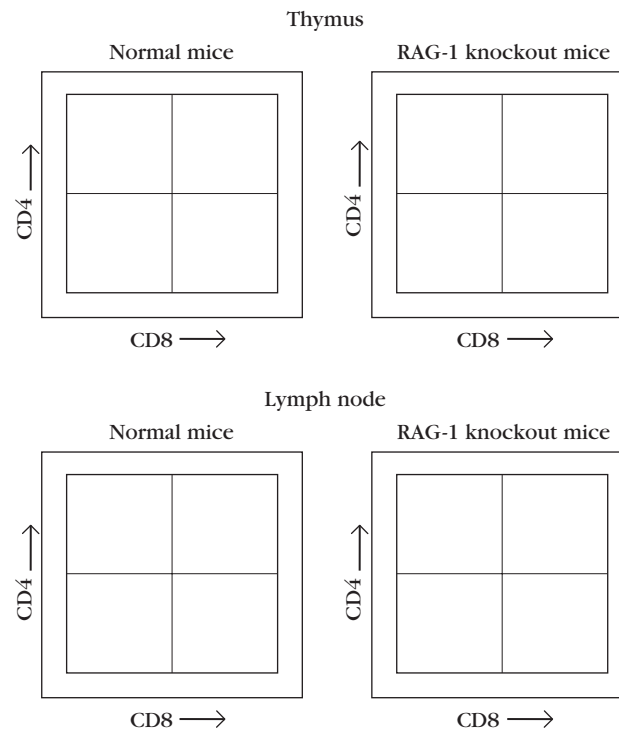 Thymus
Normal mice
RAG-1 knockout mice
CD4
CD4
CD8
CD8
Lymph node
Normal mice
RAG-1 knockout mice
CD4
CD4
CD8
CD8